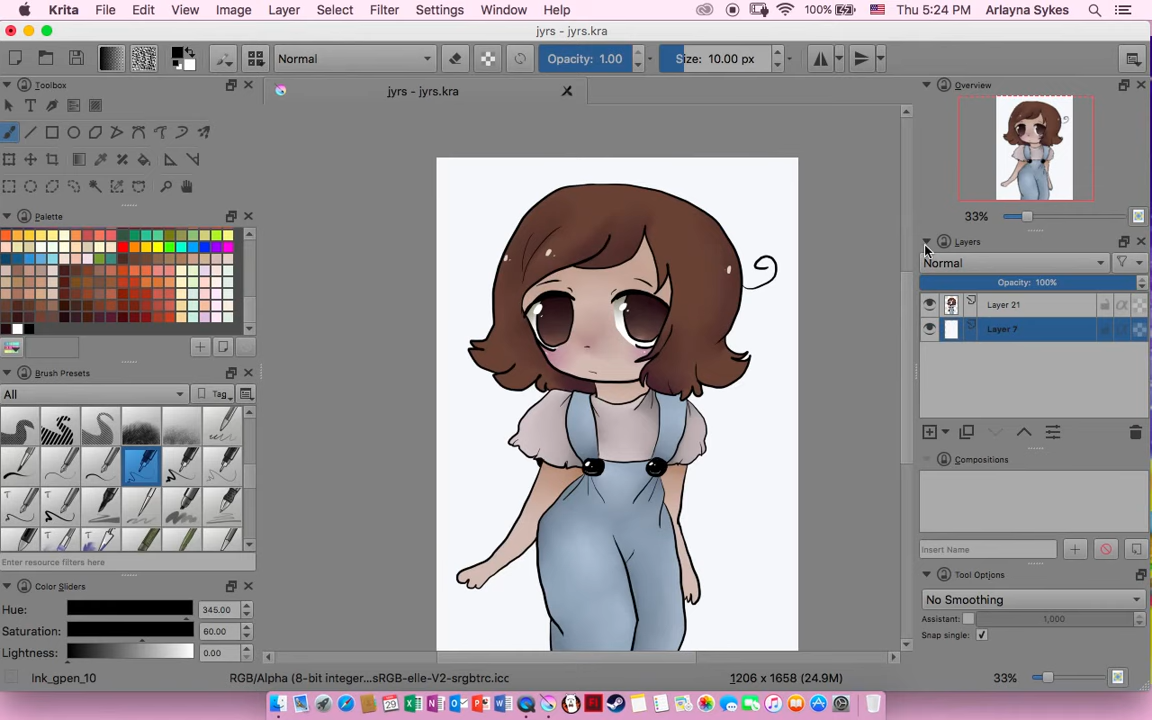 Krita File Edit View Image Layer Select Filter Settings Window Help 100% Thu 5:24 PM Arlayna Sykes
jyrs - jyrs.kra
Normal Opacity: 1.00 Size: 10.00 px
Toolbox
jyrs - jyrs.kra
Overview
33%
Palette
Layers
Normal
Opacity: 100%
Layer 21
Layer 7
Brush Presets
All Tag
Compositions
Insert Name
Enter resource filters here
Tool Options
Color Sliders
No Smoothing
Hue: 345.00
Assistant: 1,000
Saturation: 60.00
Snap single:
Lightness: 0.00
Ink_gpen_10 RGB/Alpha (8-bit integer...sRGB-elle-V2-srgbtrc.icc 1206 x 1658 (24.9M) 33%